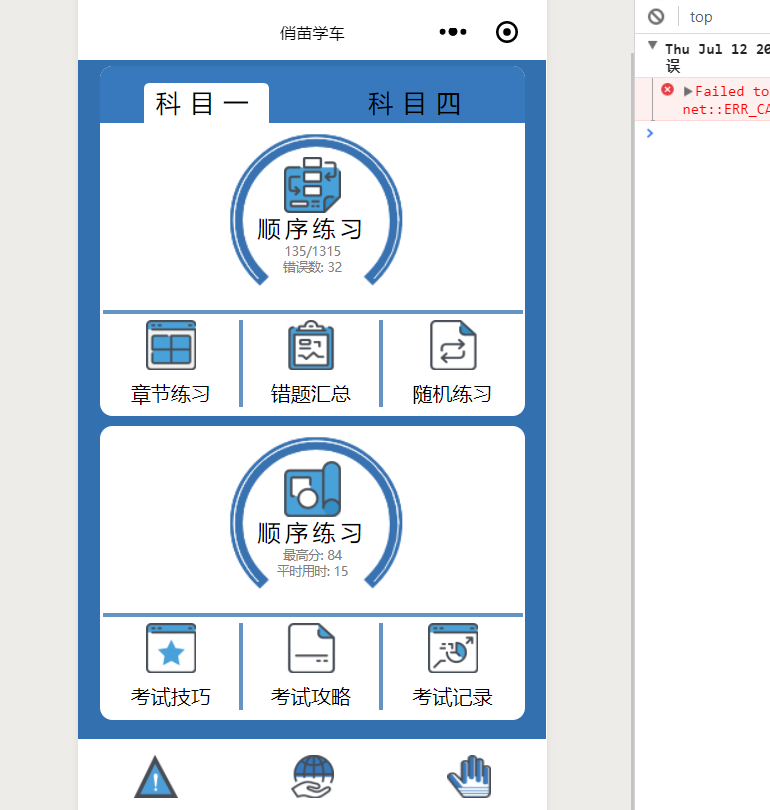 俏苗学车
top
Thu Jul 12 20
误
Failed to
net::ERR_CA
科目一
科目四
顺序练习
135/1315
错误数: 32
章节练习
错题汇总
随机练习
顺序练习
最高分: 84
平时用时: 15
考试技巧
考试攻略
考试记录